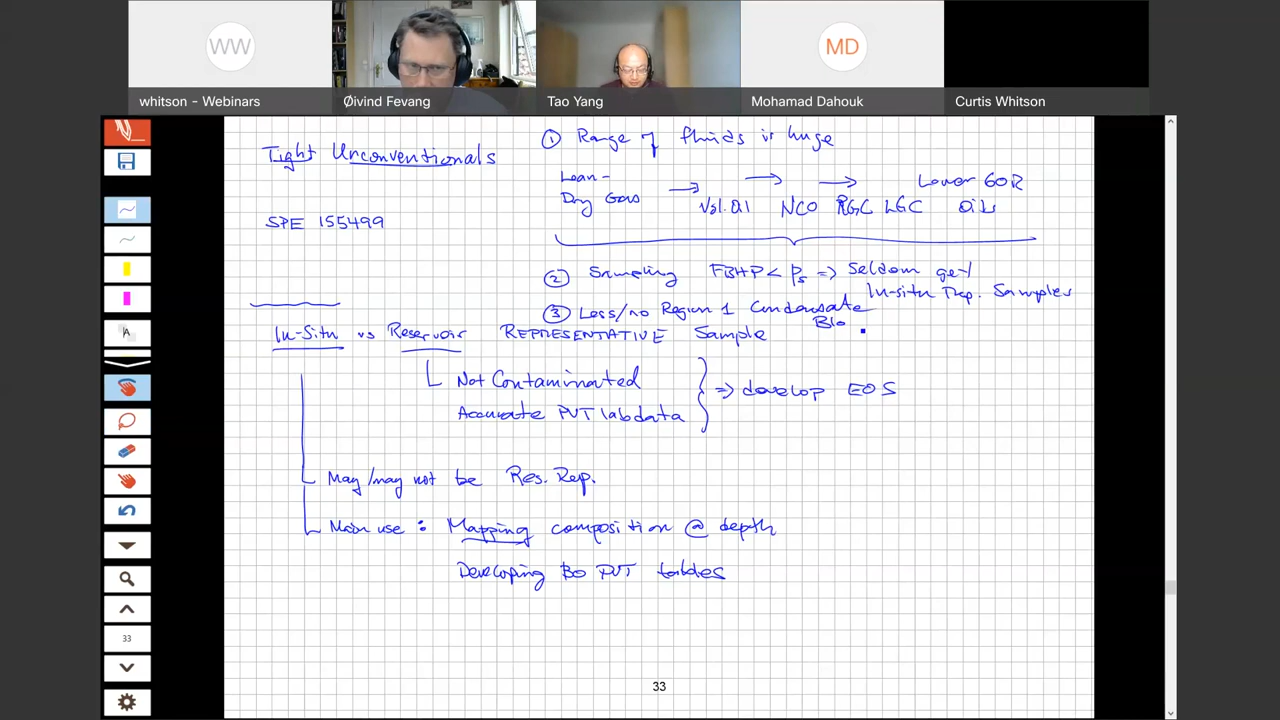 WW
MD
whitson - Webinars
Øivind Fevang
Tao Yang
Mohamad Dahouk
Curtis Whitson
Tight Unconventionals
SPE 155499
① Range of fluids is huge
Lean -
Dry Gas → Vol. Oil → NCO → RGC LGC Lower GOR Oils
② Sampling FBHP < Ps => Seldom get
In-situ Rep. Samples
③ Less/no Region 1 Condensate
Blo
In-Situ vs Reservoir REPRESENTATIVE Sample
Not Contaminated
Accurate PVT lab data
=> develop EOS
May/may not be Res. Rep.
Main use : Mapping composition @ depth
Developing BO PVT tables
A
33
33